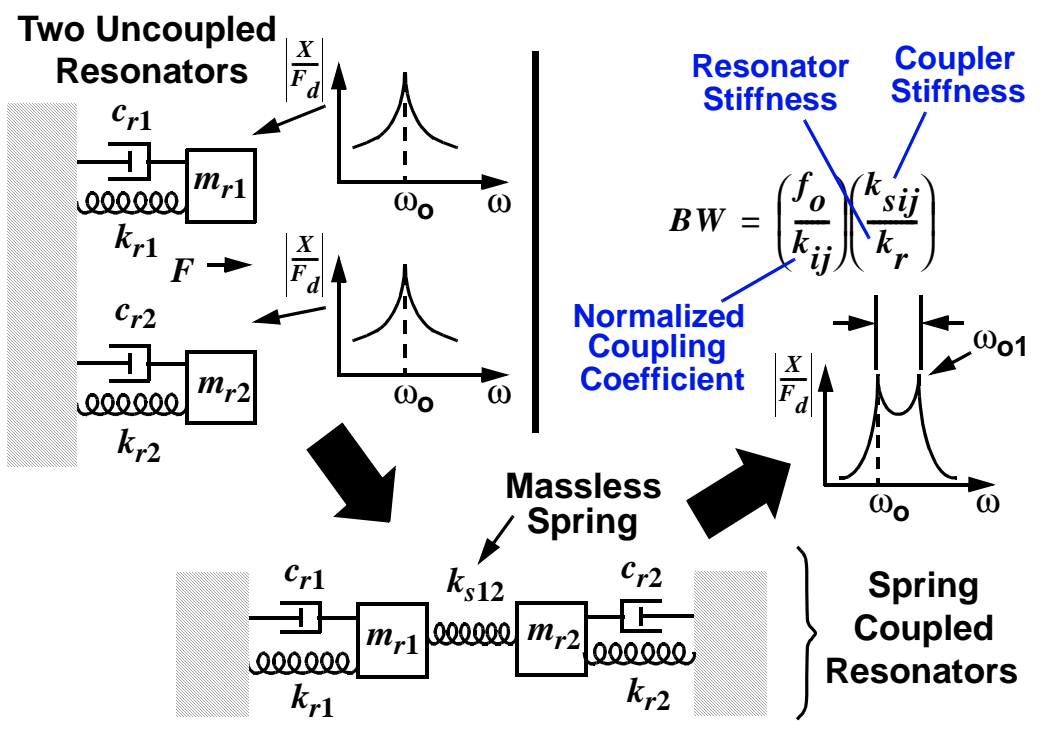 Two Uncoupled
Resonators
|X/F_d|
c_r1
m_r1
k_r1
ω_o
ω
F
|X/F_d|
c_r2
m_r2
k_r2
ω_o
ω
Resonator
Stiffness
Coupler
Stiffness
BW = (f_o/k_ij)(k_sij/k_r)
Normalized
Coupling
Coefficient
ω_o1
|X/F_d|
ω_o
ω
Massless
Spring
c_r1
k_s12
c_r2
m_r1
m_r2
k_r1
k_r2
Spring
Coupled
Resonators